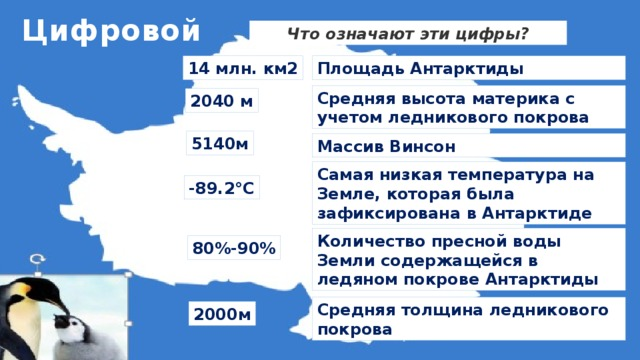 Цифровой
Что означают эти цифры?
14 млн. км2
Площадь Антарктиды
2040 м
Средняя высота материка с
учетом ледникового покрова
5140м
Массив Винсон
-89.2°С
Самая низкая температура на
Земле, которая была
зафиксирована в Антарктиде
80%-90%
Количество пресной воды
Земли содержащейся в
ледяном покрове Антарктиды
2000м
Средняя толщина ледникового
покрова